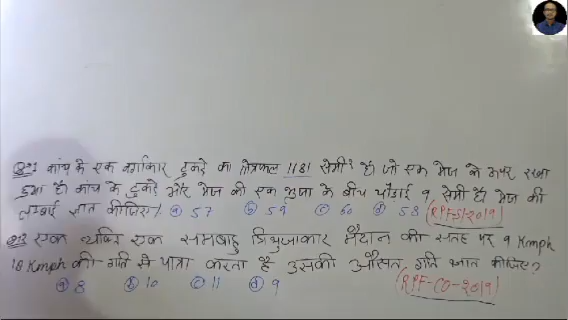 Q.1 कांच के एक वर्गाकार टुकड़े का क्षेत्रफल 1181 सेमी² है। जो एक मेज के ऊपर रखा
हुआ है। कांच के टुकड़े और मेज की एक भुजा के बीच चौड़ाई 9 सेमी है। मेज की
लम्बाई ज्ञात कीजिए। ⓐ 57 ⓑ 59 ⓒ 60 ⓓ 58 (RPF-SI-2019)
Q.2 एक व्यक्ति एक समबाहु त्रिभुजाकार मैदान की सतह पर 9 Kmph
18 Kmph की गति से यात्रा करता है उसकी औसत गति ज्ञात कीजिए?
ⓐ 8 ⓑ 10 ⓒ 11 ⓓ 9 (RPF-CO-2019)